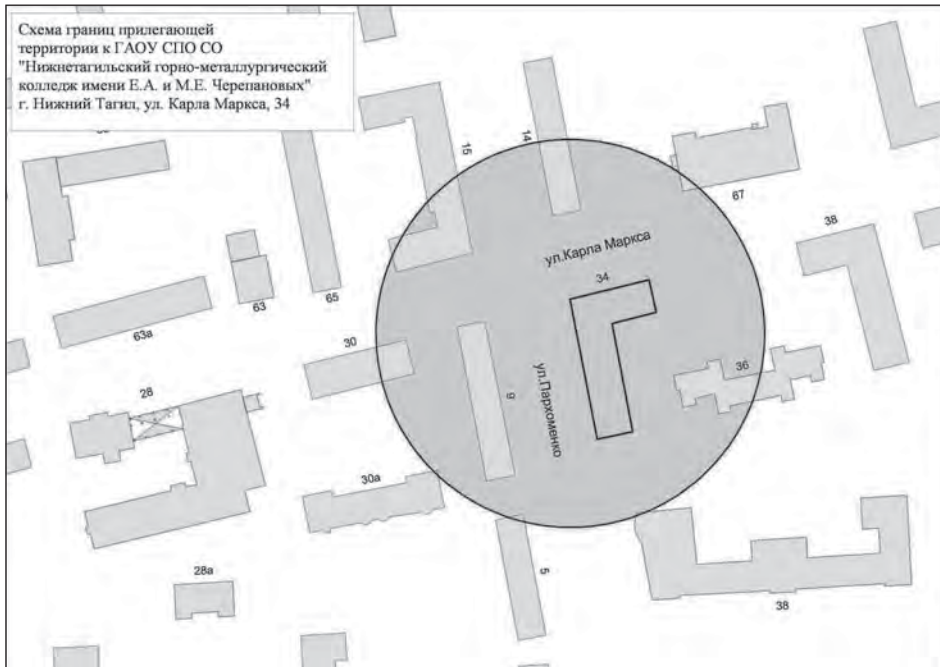 Схема границ прилегающей
территории к ГАОУ СПО СО
"Нижнетагильский горно-металлургический
колледж имени Е.А. и М.Е. Черепановых"
г. Нижний Тагил, ул. Карла Маркса, 34
14
15
67
38
ул.Карла Маркса
34
63
65
63а
30
36
28
9
ул.Пархоменко
30а
28а
5
38